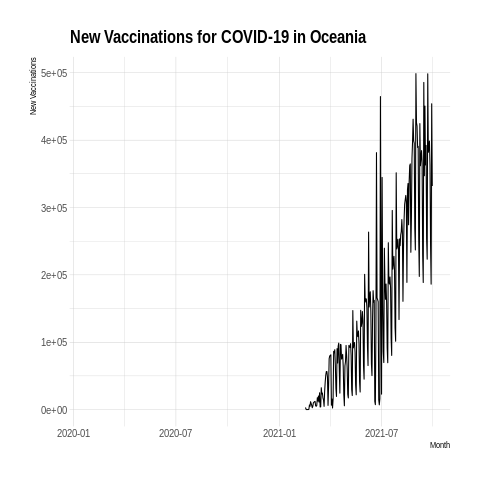 New Vaccinations for COVID-19 in Oceania
New Vaccinations
5e+05
4e+05
3e+05
2e+05
1e+05
0e+00
2020-01 2020-07 2021-01 2021-07
Month